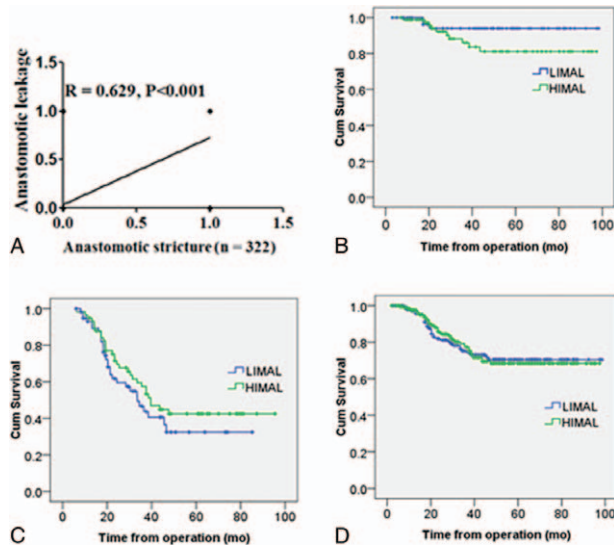 Anastomotic leakage
R = 0.629, P<0.001
1.5
1.0
0.5
0.0
0.0 0.5 1.0 1.5
Anastomotic stricture (n = 322)
A
Cum Survival
1.0
0.8
0.6
0.4
0.2
0.0
LIMAL
HIMAL
0 20 40 60 80 100
Time from operation (mo)
B
Cum Survival
1.0
0.8
0.6
0.4
0.2
0.0
LIMAL
HIMAL
0 20 40 60 80 100
Time from operation (mo)
C
Cum Survival
1.0
0.8
0.6
0.4
0.2
0.0
LIMAL
HIMAL
0 20 40 60 80 100
Time from operation (mo)
D